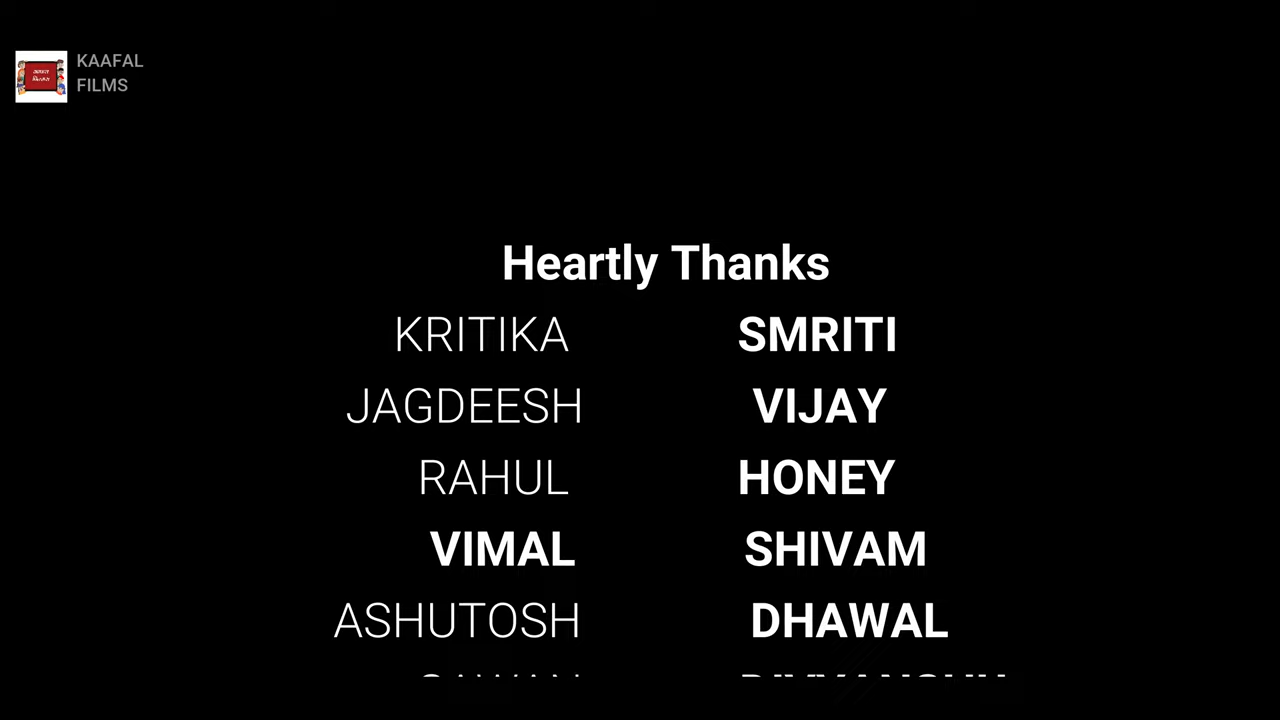 KAAFAL
FILMS
Heartly Thanks
KRITIKA SMRITI
JAGDEESH VIJAY
RAHUL HONEY
VIMAL SHIVAM
ASHUTOSH DHAWAL